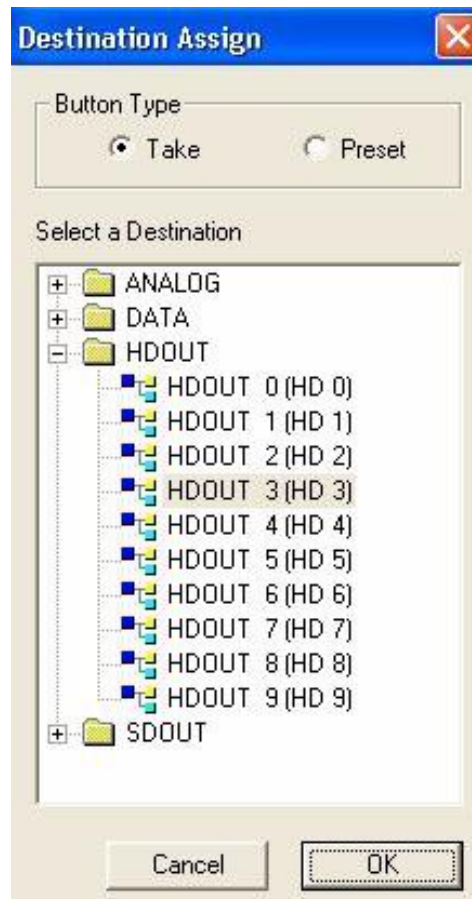 Destination Assign
Button Type
Take Preset
Select a Destination
ANALOG
DATA
HDOUT
HDOUT 0 (HD 0)
HDOUT 1 (HD 1)
HDOUT 2 (HD 2)
HDOUT 3 (HD 3)
HDOUT 4 (HD 4)
HDOUT 5 (HD 5)
HDOUT 6 (HD 6)
HDOUT 7 (HD 7)
HDOUT 8 (HD 8)
HDOUT 9 (HD 9)
SDOUT
Cancel OK